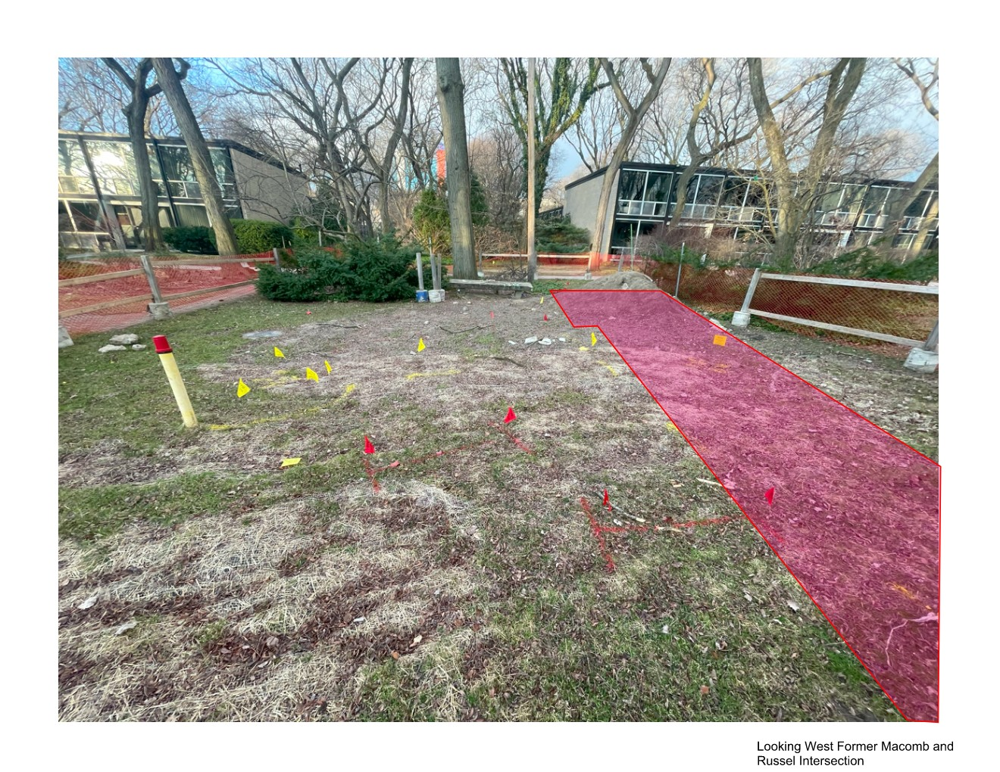 Looking West Former Macomb and
Russel Intersection